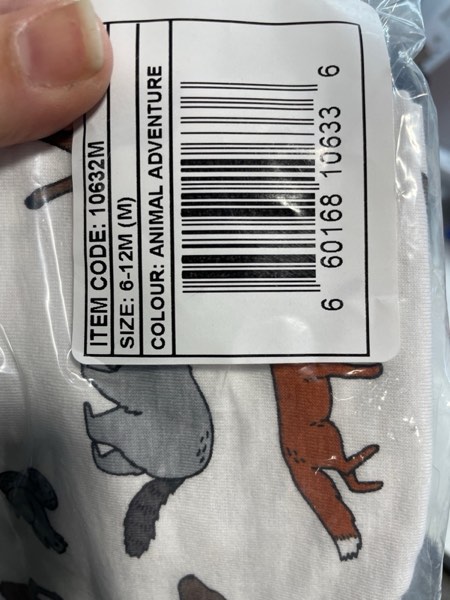 ITEM CODE: 10632M
SIZE: 6-12M (M)
COLOUR: ANIMAL ADVENTURE
6 60168 10633 6